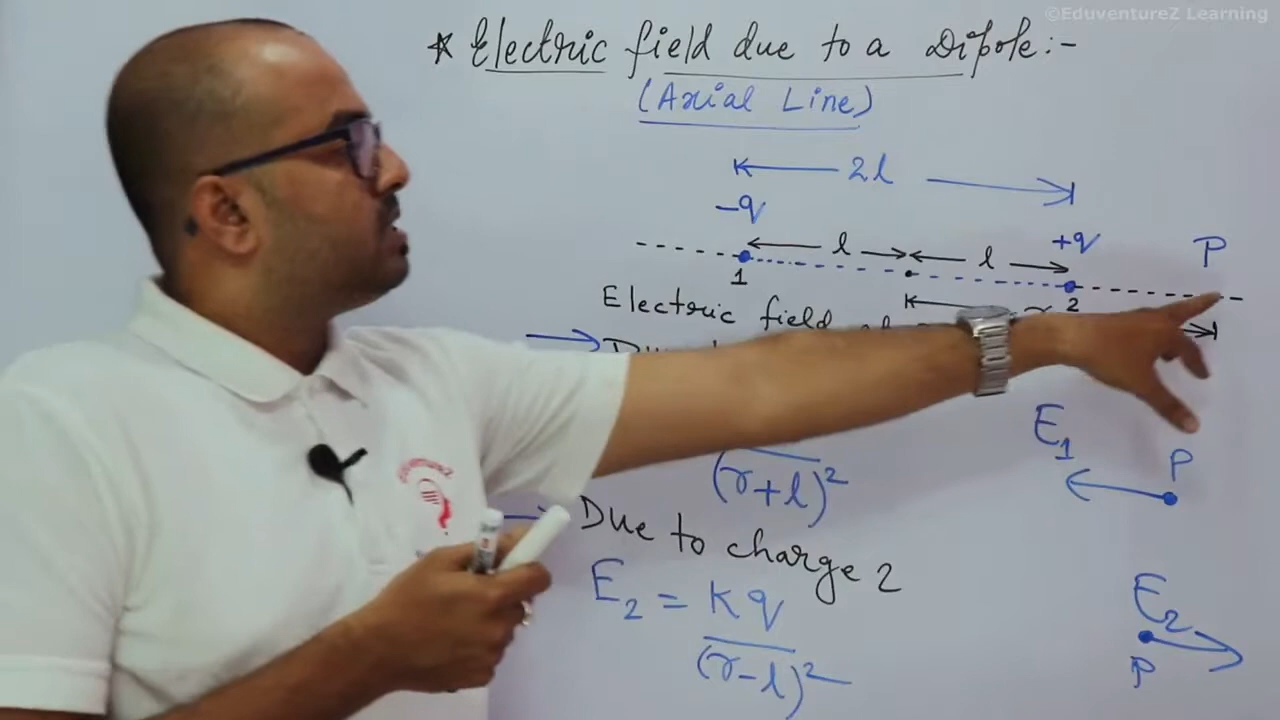 ©EduventureZ Learning
* Electric field due to a Dipole:-
(Axial Line)
2l
-q
l
l
+q
P
1
2
Electric field
r
E₁
P
(r+l)²
Due to charge 2
E₂ = Kq
(r-l)²
E₂
P